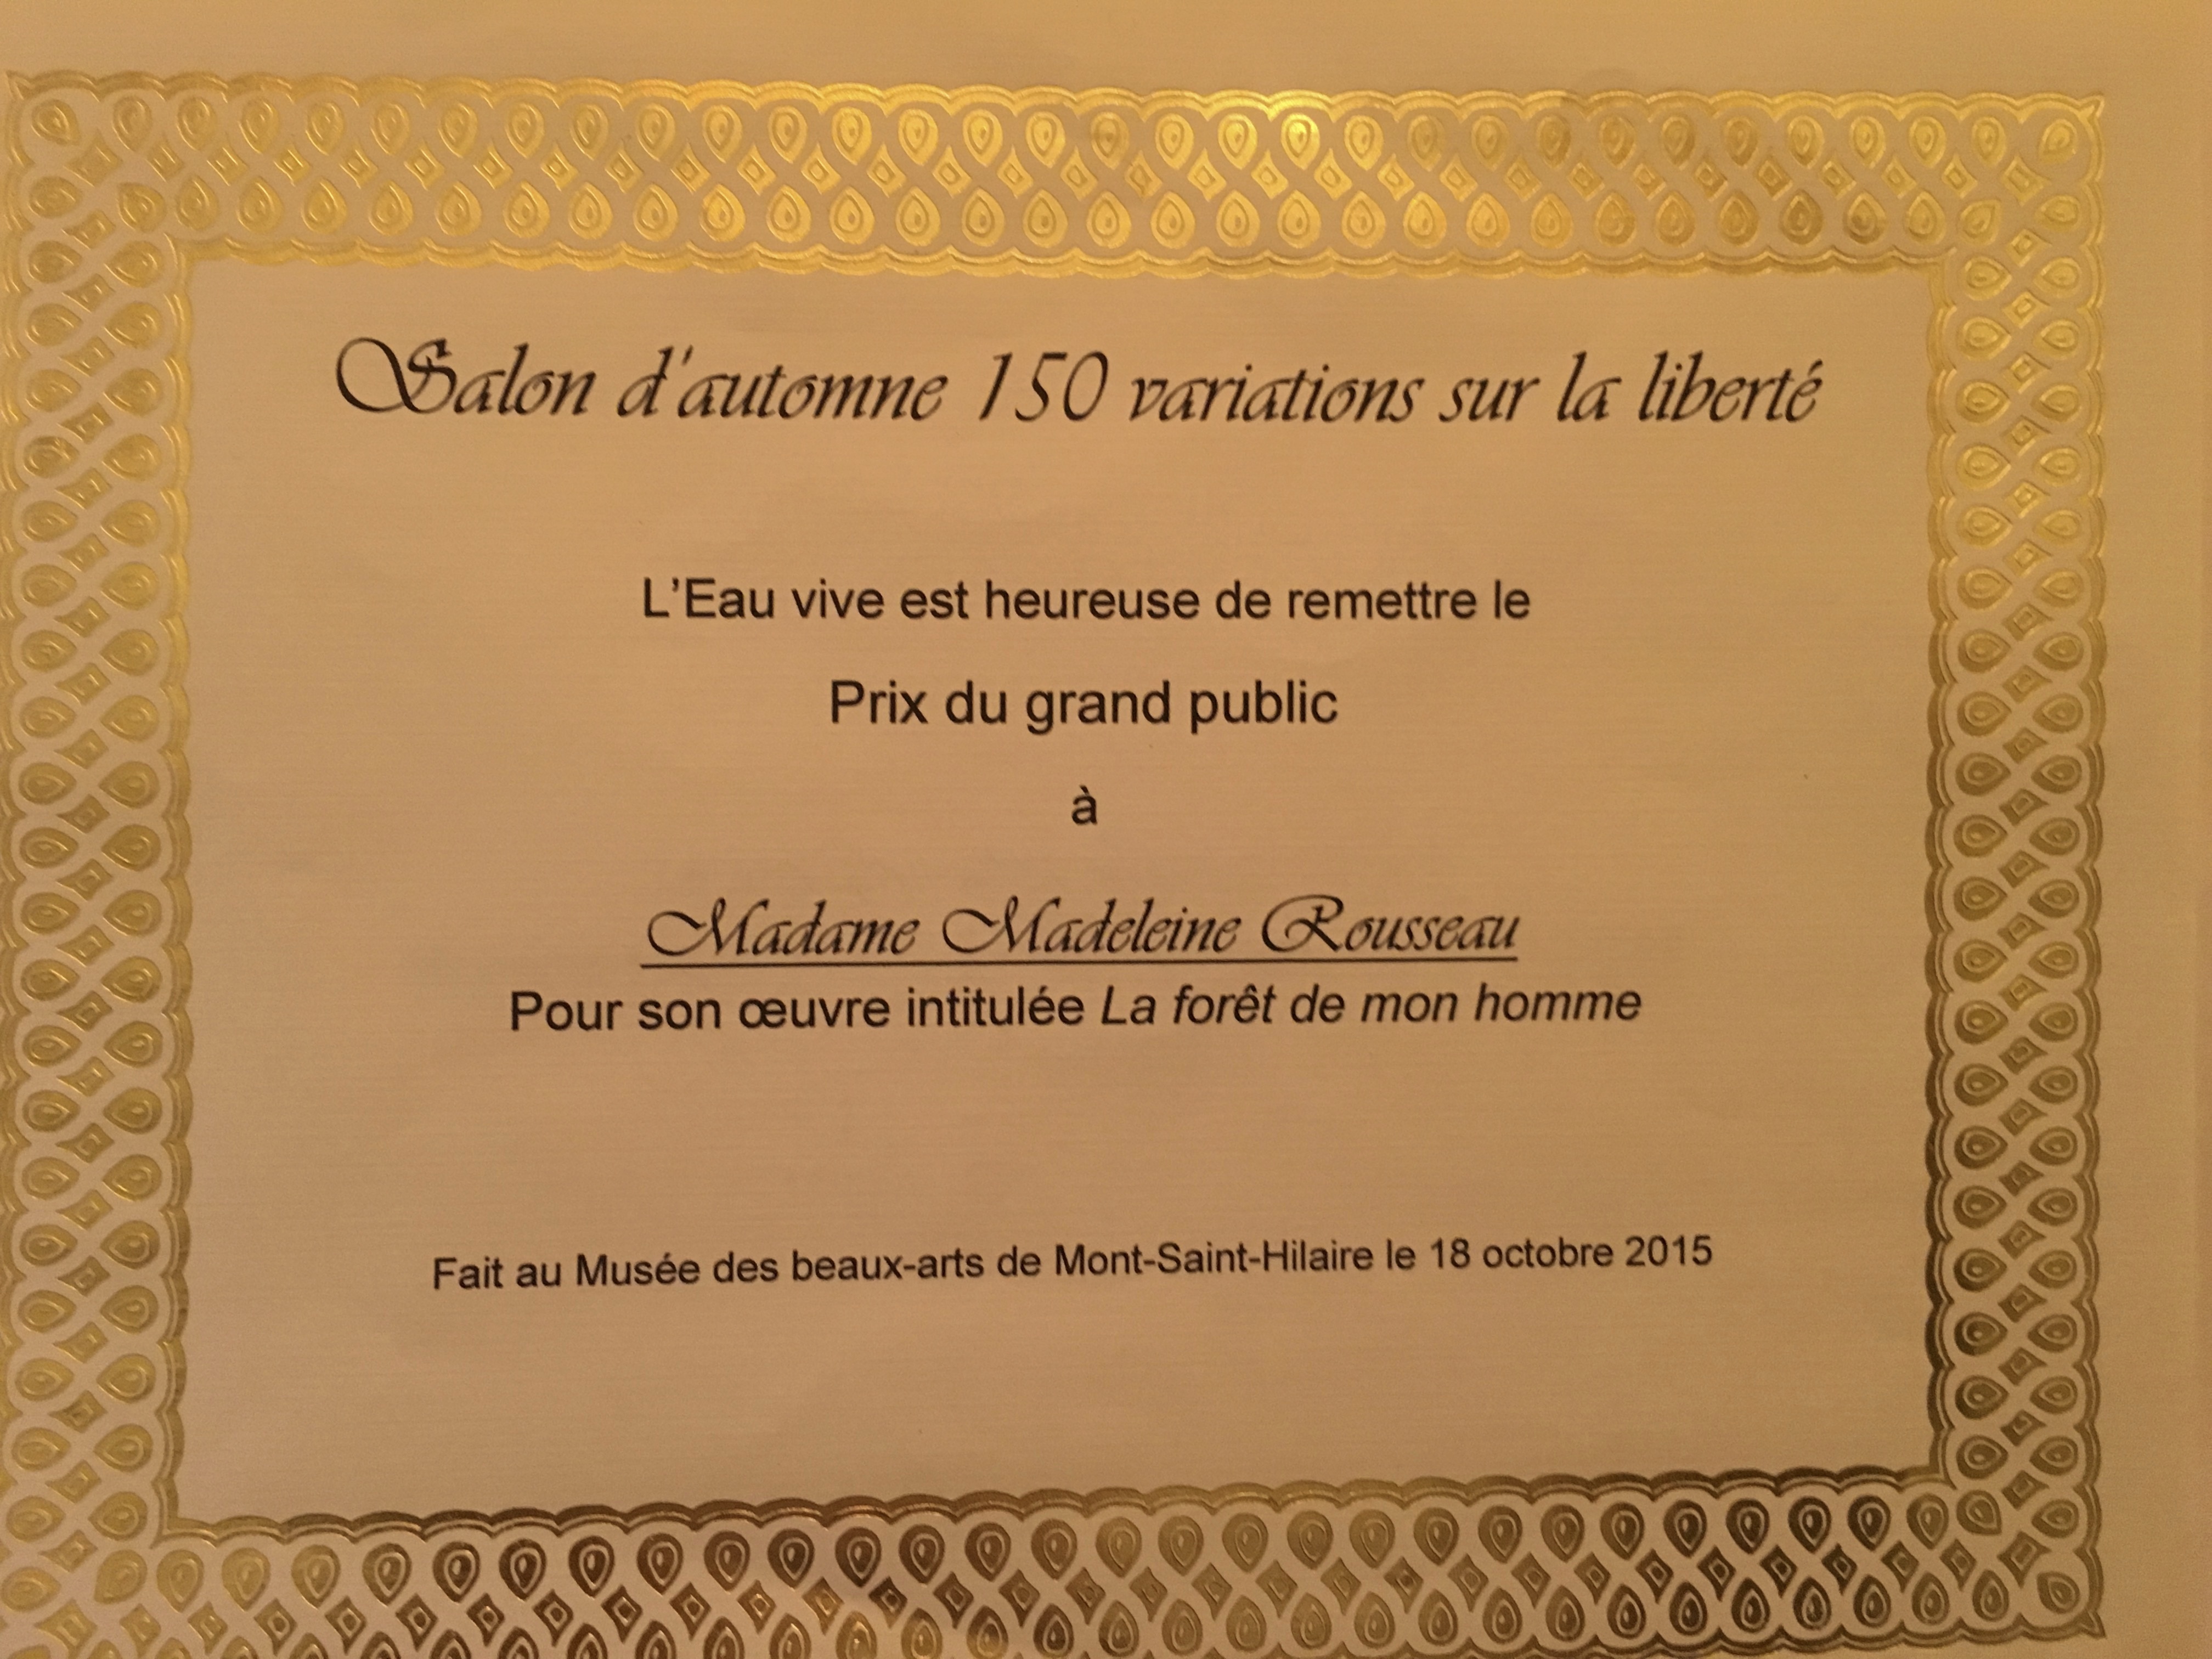 Salon d'automne 150 variations sur la liberté
L’Eau vive est heureuse de remettre le
Prix du grand public
à
Madame Madeleine Rousseau
Pour son œuvre intitulée La forêt de mon homme
Fait au Musée des beaux-arts de Mont-Saint-Hilaire le 18 octobre 2015